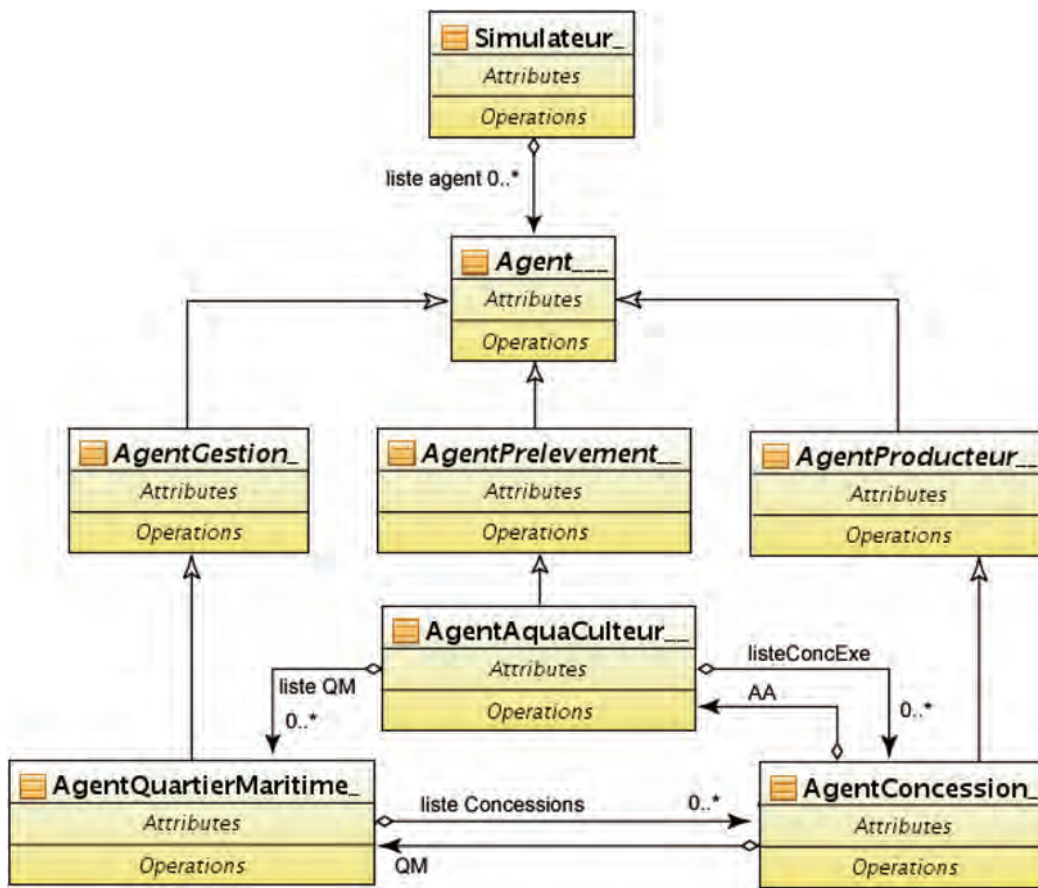 Simulateur_
Attributes
Operations
liste agent 0..*
Agent___
Attributes
Operations
AgentGestion_
Attributes
Operations
AgentPrelevement__
Attributes
Operations
AgentProducteur__
Attributes
Operations
AgentAquaCulteur__
Attributes
Operations
liste QM
0..*
listeConcExe
AA
0..*
AgentQuartierMaritime_
Attributes
Operations
liste Concessions
0..*
QM
AgentConcession_
Attributes
Operations